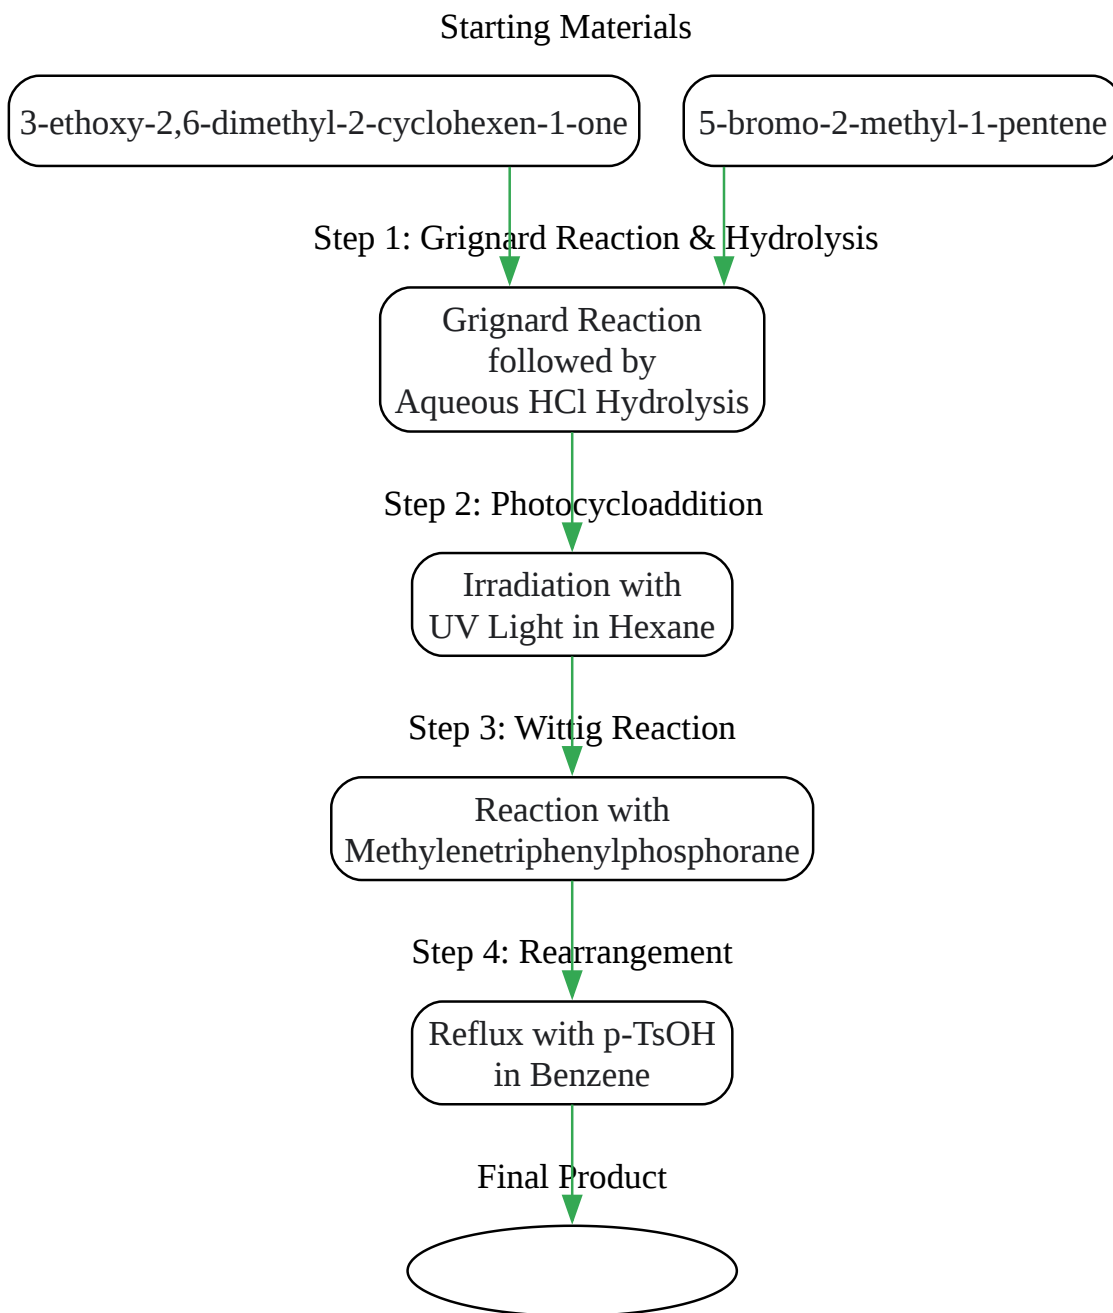 Starting Materials
3-ethoxy-2,6-dimethyl-2-cyclohexen-1-one
5-bromo-2-methyl-1-pentene
Step 1: Grignard Reaction & Hydrolysis
Grignard Reaction
followed by
Aqueous HCl Hydrolysis
Step 2: Photocycloaddition
Irradiation with
UV Light in Hexane
Step 3: Wittig Reaction
Reaction with
Methylenetriphenylphosphorane
Step 4: Rearrangement
Reflux with p-TsOH
in Benzene
Final Product